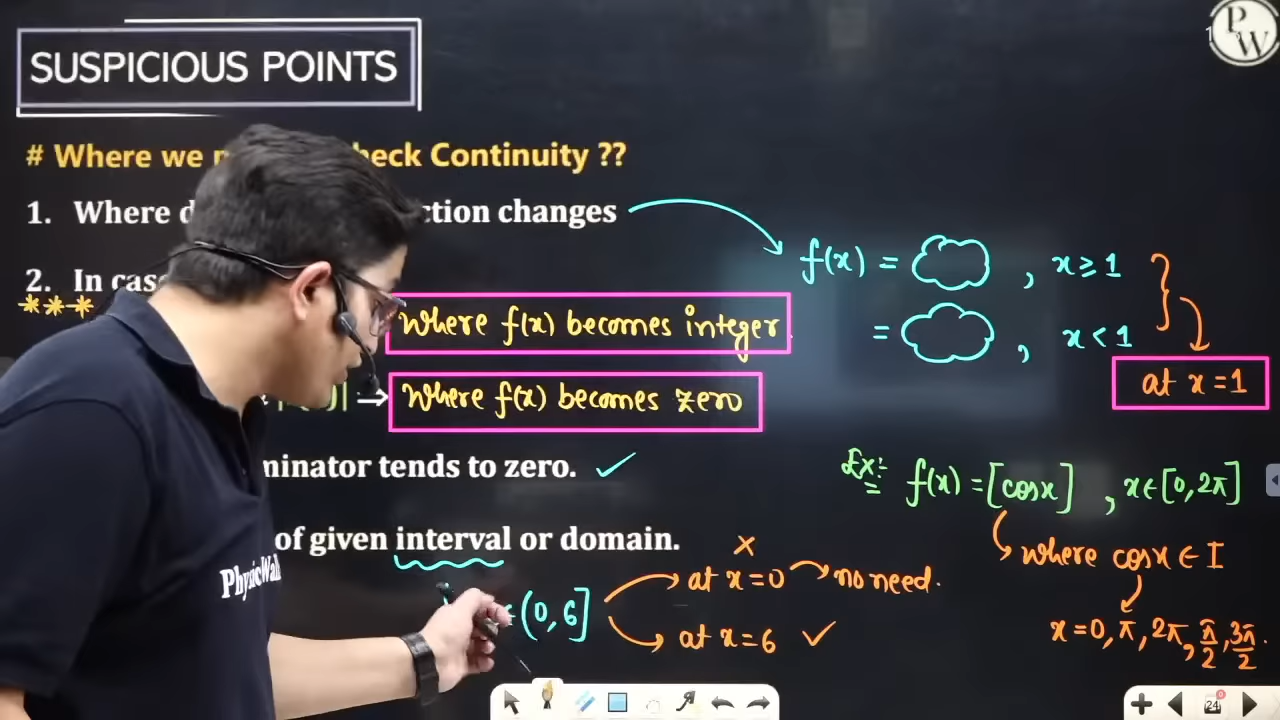 SUSPICIOUS POINTS
P
W
# Where we check Continuity ??
1. Where ction changes
f(x) = , x ≥ 1
2. In cas
***
Where f(x) becomes integer
= , x < 1
at x = 1
⇒ Where f(x) becomes zero
minator tends to zero. ✓
Ex:- f(x) = [cosx] , x ∈ [0, 2π]
of given interval or domain.
where cosx ∈ I
×
at x = 0 → no need.
(0, 6]
at x = 6 ✓
x = 0, π, 2π, π/2, 3π/2.
24